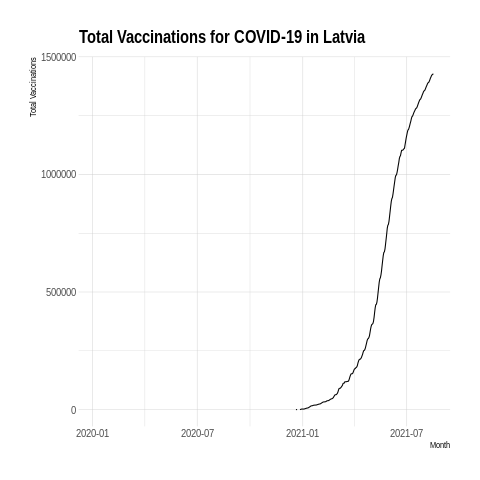 Total Vaccinations for COVID-19 in Latvia
Total Vaccinations
1500000
1000000
500000
0
2020-01 2020-07 2021-01 2021-07
Month